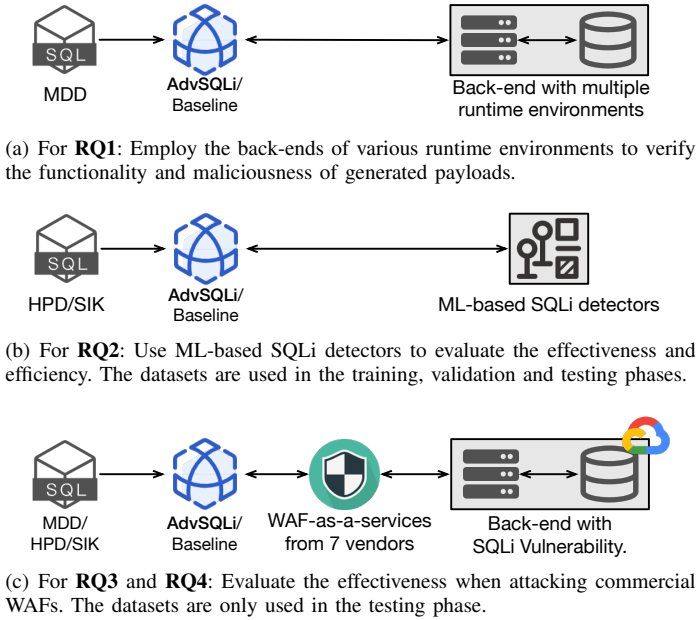 SQL
MDD
AdvSQLi/
Baseline
Back-end with multiple
runtime environments
(a) For RQ1: Employ the back-ends of various runtime environments to verify
the functionality and maliciousness of generated payloads.
SQL
HPD/SIK
AdvSQLi/
Baseline
ML-based SQLi detectors
(b) For RQ2: Use ML-based SQLi detectors to evaluate the effectiveness and
efficiency. The datasets are used in the training, validation and testing phases.
SQL
MDD/
HPD/SIK
AdvSQLi/
Baseline
WAF-as-a-services
from 7 vendors
Back-end with
SQLi Vulnerability.
(c) For RQ3 and RQ4: Evaluate the effectiveness when attacking commercial
WAFs. The datasets are only used in the testing phase.